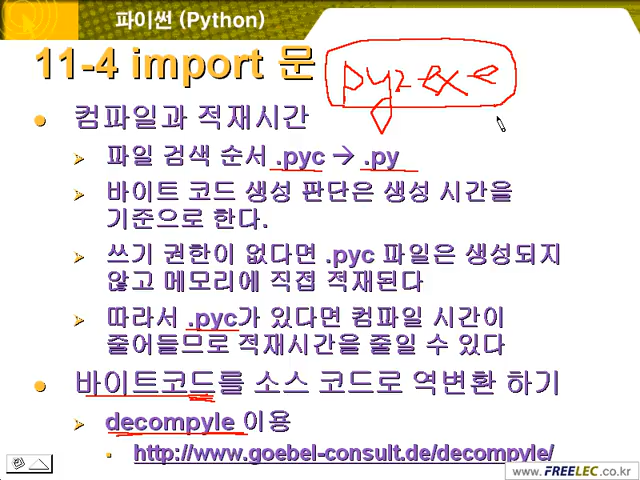 파이썬 (Python)
11-4 import 문
py2exe
컴파일과 적재시간
파일 검색 순서 .pyc → .py
바이트 코드 생성 판단은 생성 시간을
기준으로 한다.
쓰기 권한이 없다면 .pyc 파일은 생성되지
않고 메모리에 직접 적재된다
따라서 .pyc가 있다면 컴파일 시간이
줄어들므로 적재시간을 줄일 수 있다
바이트코드를 소스 코드로 역변환 하기
decompyle 이용
http://www.goebel-consult.de/decompyle/
www.FREELEC.co.kr